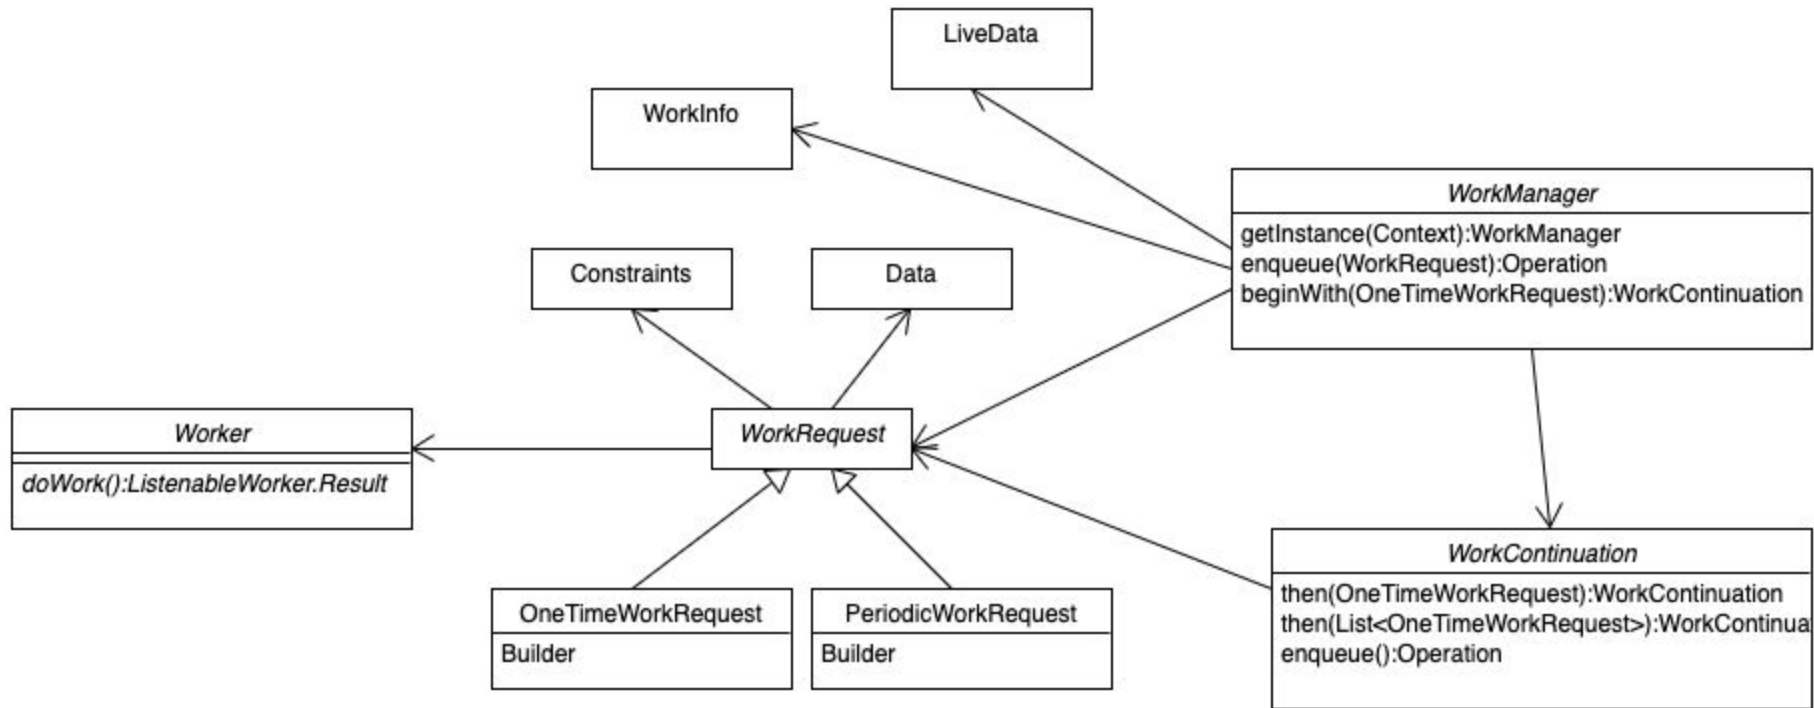 LiveData
WorkInfo
WorkManager
getInstance(Context):WorkManager
enqueue(WorkRequest):Operation
beginWith(OneTimeWorkRequest):WorkContinuation
Constraints
Data
Worker
doWork():ListenableWorker.Result
WorkRequest
OneTimeWorkRequest
Builder
PeriodicWorkRequest
Builder
WorkContinuation
then(OneTimeWorkRequest):WorkContinuation
then(List<OneTimeWorkRequest>):WorkContinua
enqueue():Operation